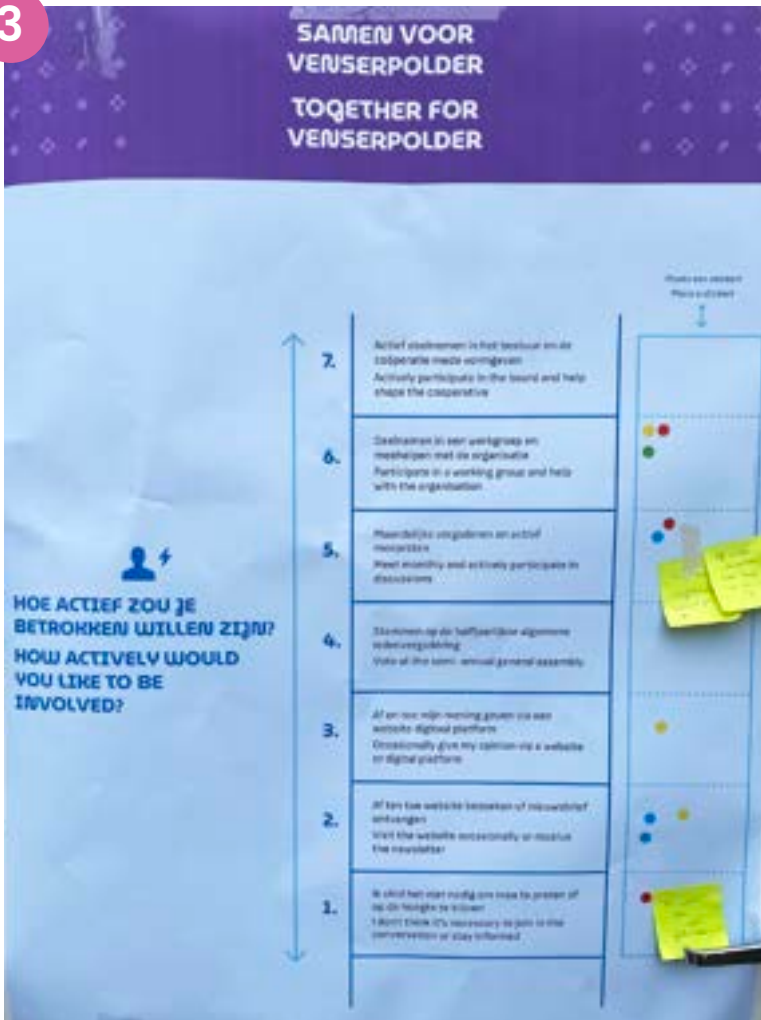 3
SAMEN VOOR
VENSERPOLDER
TOGETHER FOR
VENSERPOLDER
Place a sticker
HOE ACTIEF ZOU JE
BETROKKEN WILLEN ZIJN?
HOW ACTIVELY WOULD
YOU LIKE TO BE
INVOLVED?
7.
Actief deelnemen in het bestuur en de
coöperatie mede vormgeven
Actively participate in the board and help
shape the cooperative
6.
Deelnemen in een werkgroep en
meehelpen met de organisatie
Participate in a working group and help
with the organisation
5.
Maandelijks vergaderen en actief
meepraten
Meet monthly and actively participate in
discussions
4.
Stemmen op de halfjaarlijkse algemene
ledenvergadering
Vote at the semi-annual general assembly
3.
Af en toe mijn mening geven via een
website digitaal platform
Occasionally give my opinion via a website
or digital platform
2.
Af ten toe website bezoeken of nieuwsbrief
ontvangen
Visit the website occasionally or receive
the newsletter
1.
Ik vind het niet nodig om mee te praten of
op de hoogte te blijven
I don't think it's necessary to join in the
conversation or stay informed